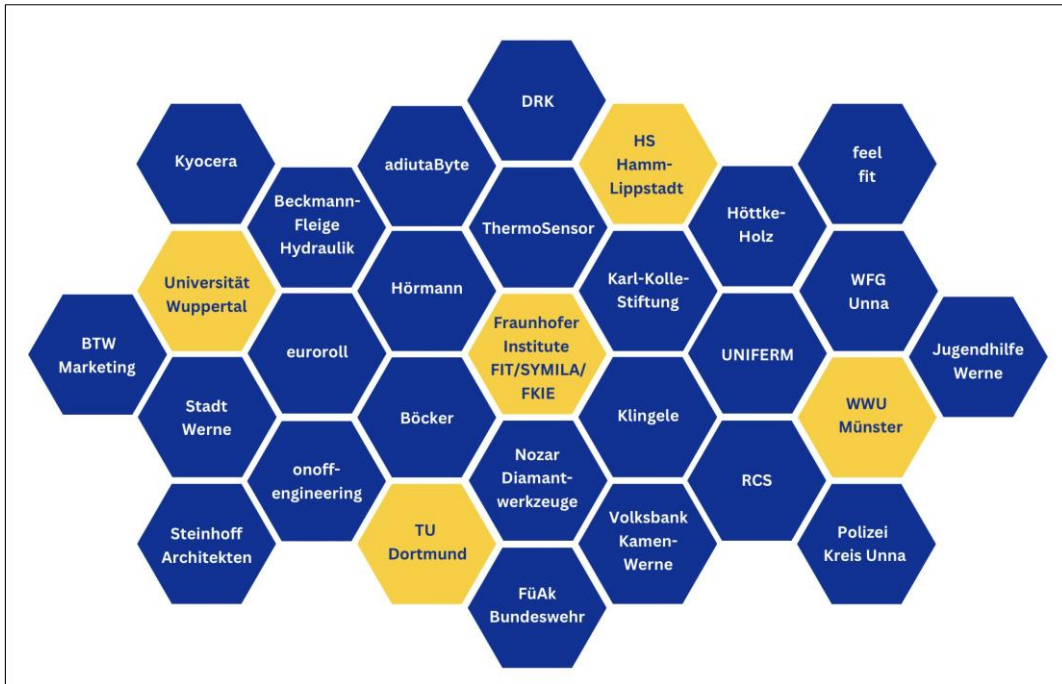 DRK
Kyocera
adiutaByte
HS
Hamm-
Lippstadt
feel
fit
Beckmann-
Fleige
Hydraulik
ThermoSensor
Höttke-
Holz
Universität
Wuppertal
Hörmann
Karl-Kolle-
Stiftung
WFG
Unna
BTW
Marketing
euroroll
Fraunhofer
Institute
FIT/SYMILA/
FKIE
UNIFERM
Jugendhilfe
Werne
Stadt
Werne
Böcker
Klingele
WWU
Münster
onoff-
engineering
Nozar
Diamant-
werkzeuge
RCS
Steinhoff
Architekten
TU
Dortmund
Volksbank
Kamen-
Werne
Polizei
Kreis Unna
FüAk
Bundeswehr